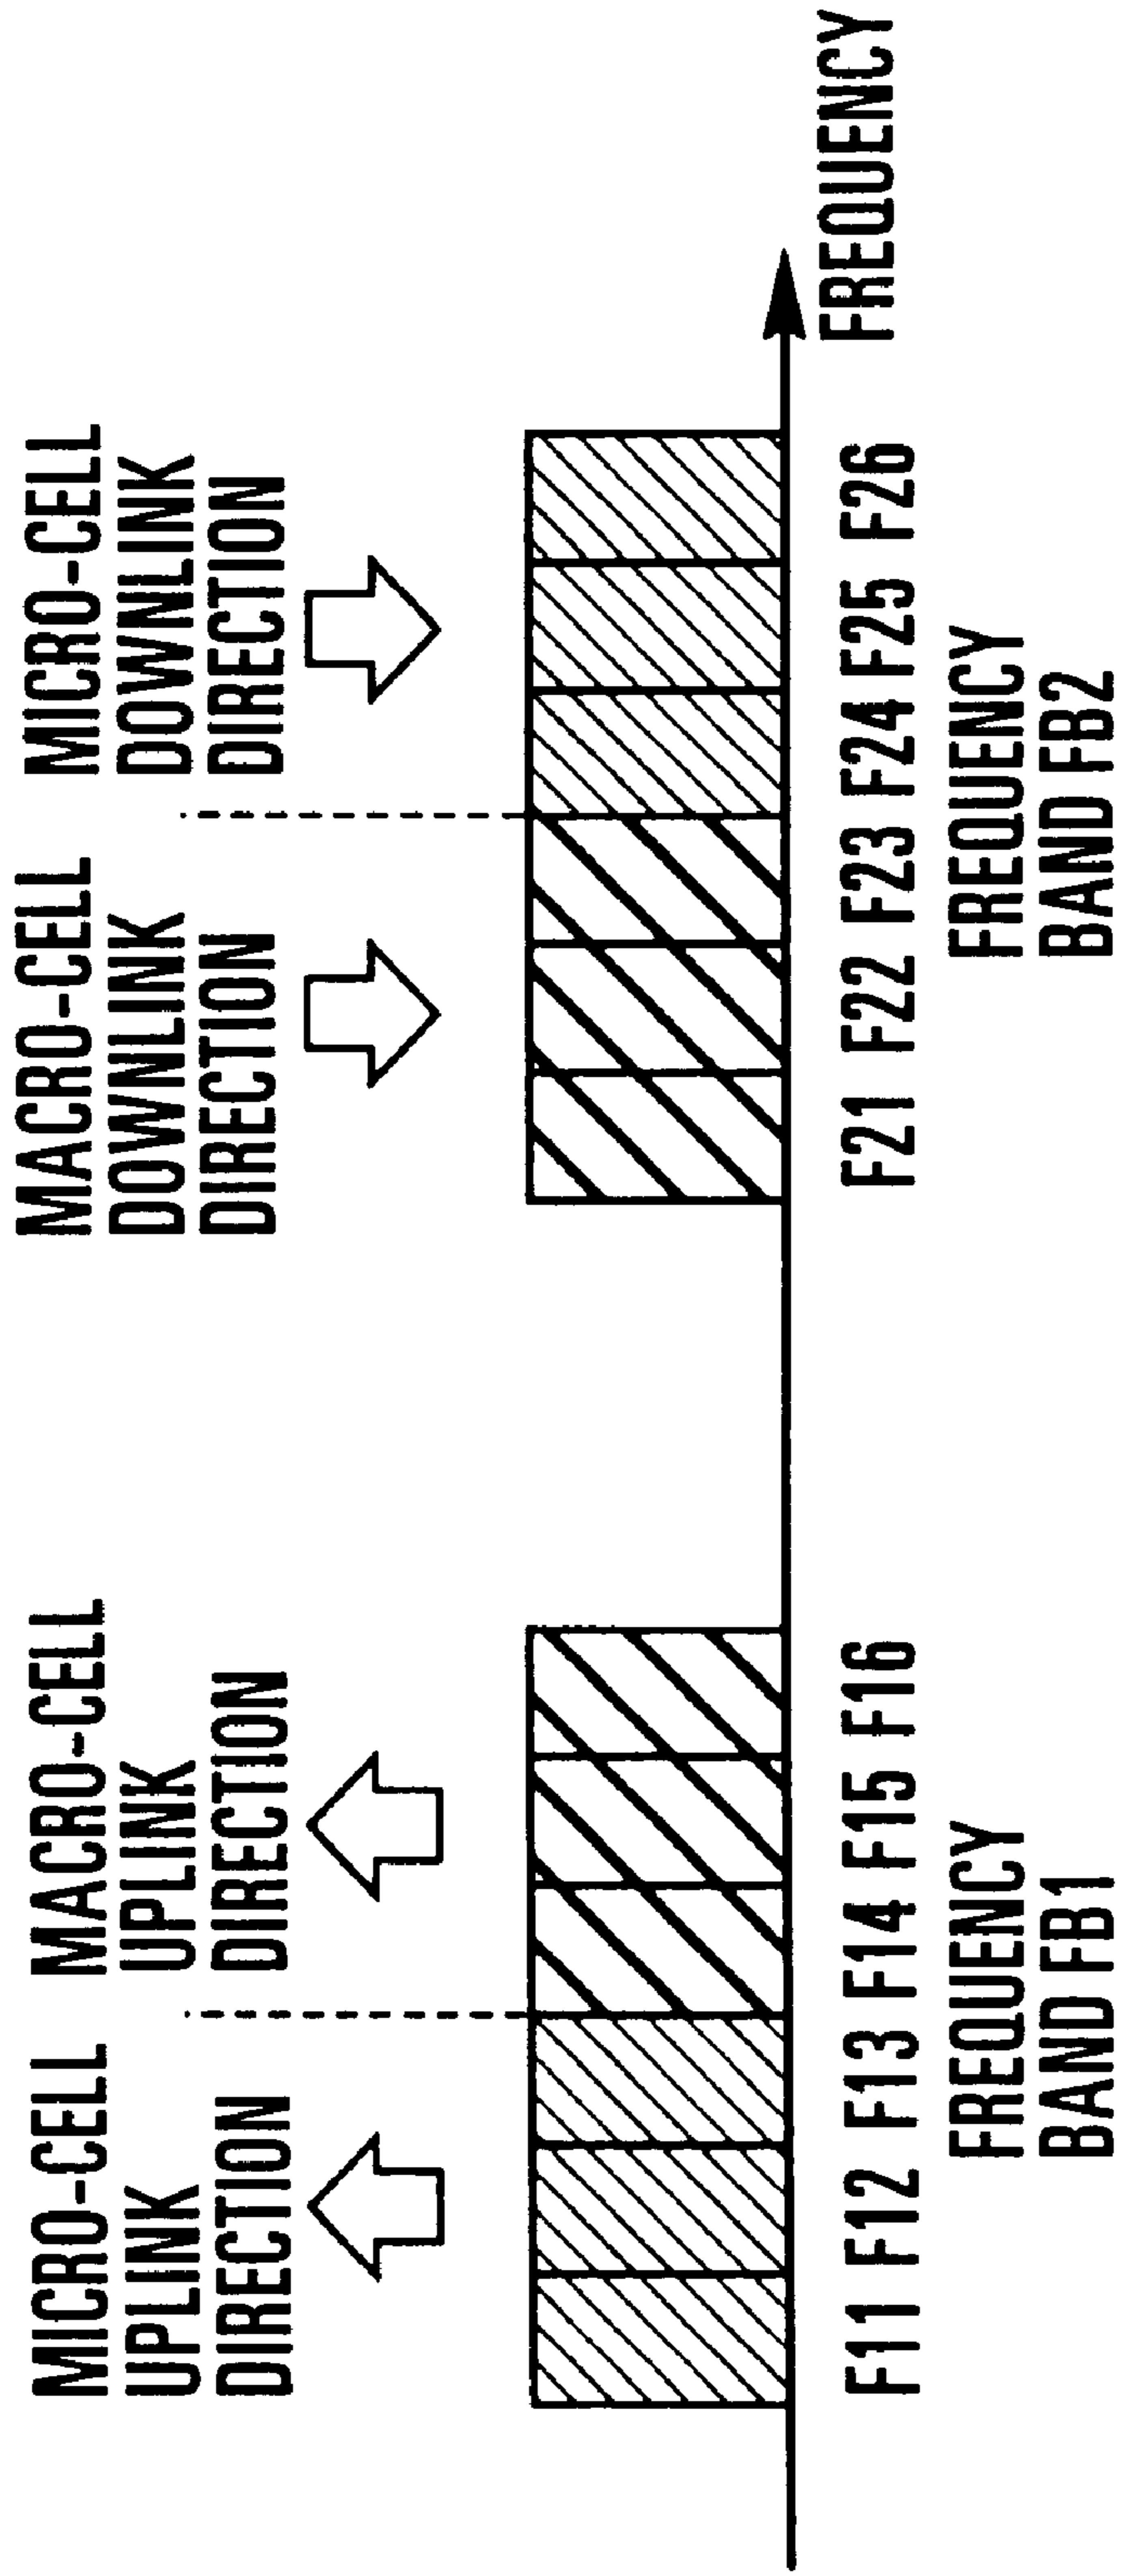 MICRO-CELL
UPLINK
DIRECTION
MACRO-CELL
UPLINK
DIRECTION
MACRO-CELL
DOWNLINK
DIRECTION
MICRO-CELL
DOWNLINK
DIRECTION
F11 F12 F13 F14 F15 F16
F21 F22 F23 F24 F25 F26
FREQUENCY
FREQUENCY
BAND FB1
FREQUENCY
BAND FB2